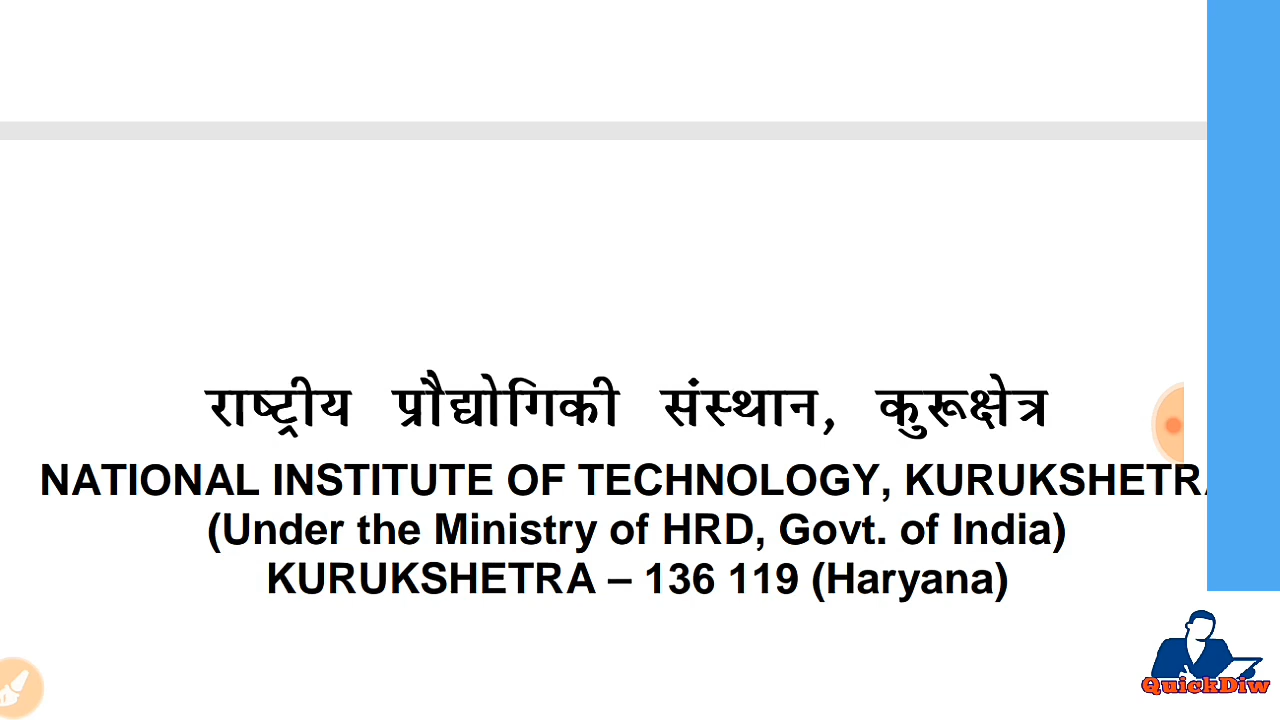 राष्ट्रीय प्रौद्योगिकी संस्थान, कुरूक्षेत्र
NATIONAL INSTITUTE OF TECHNOLOGY, KURUKSHETRA
(Under the Ministry of HRD, Govt. of India)
KURUKSHETRA – 136 119 (Haryana)
QuickDiw